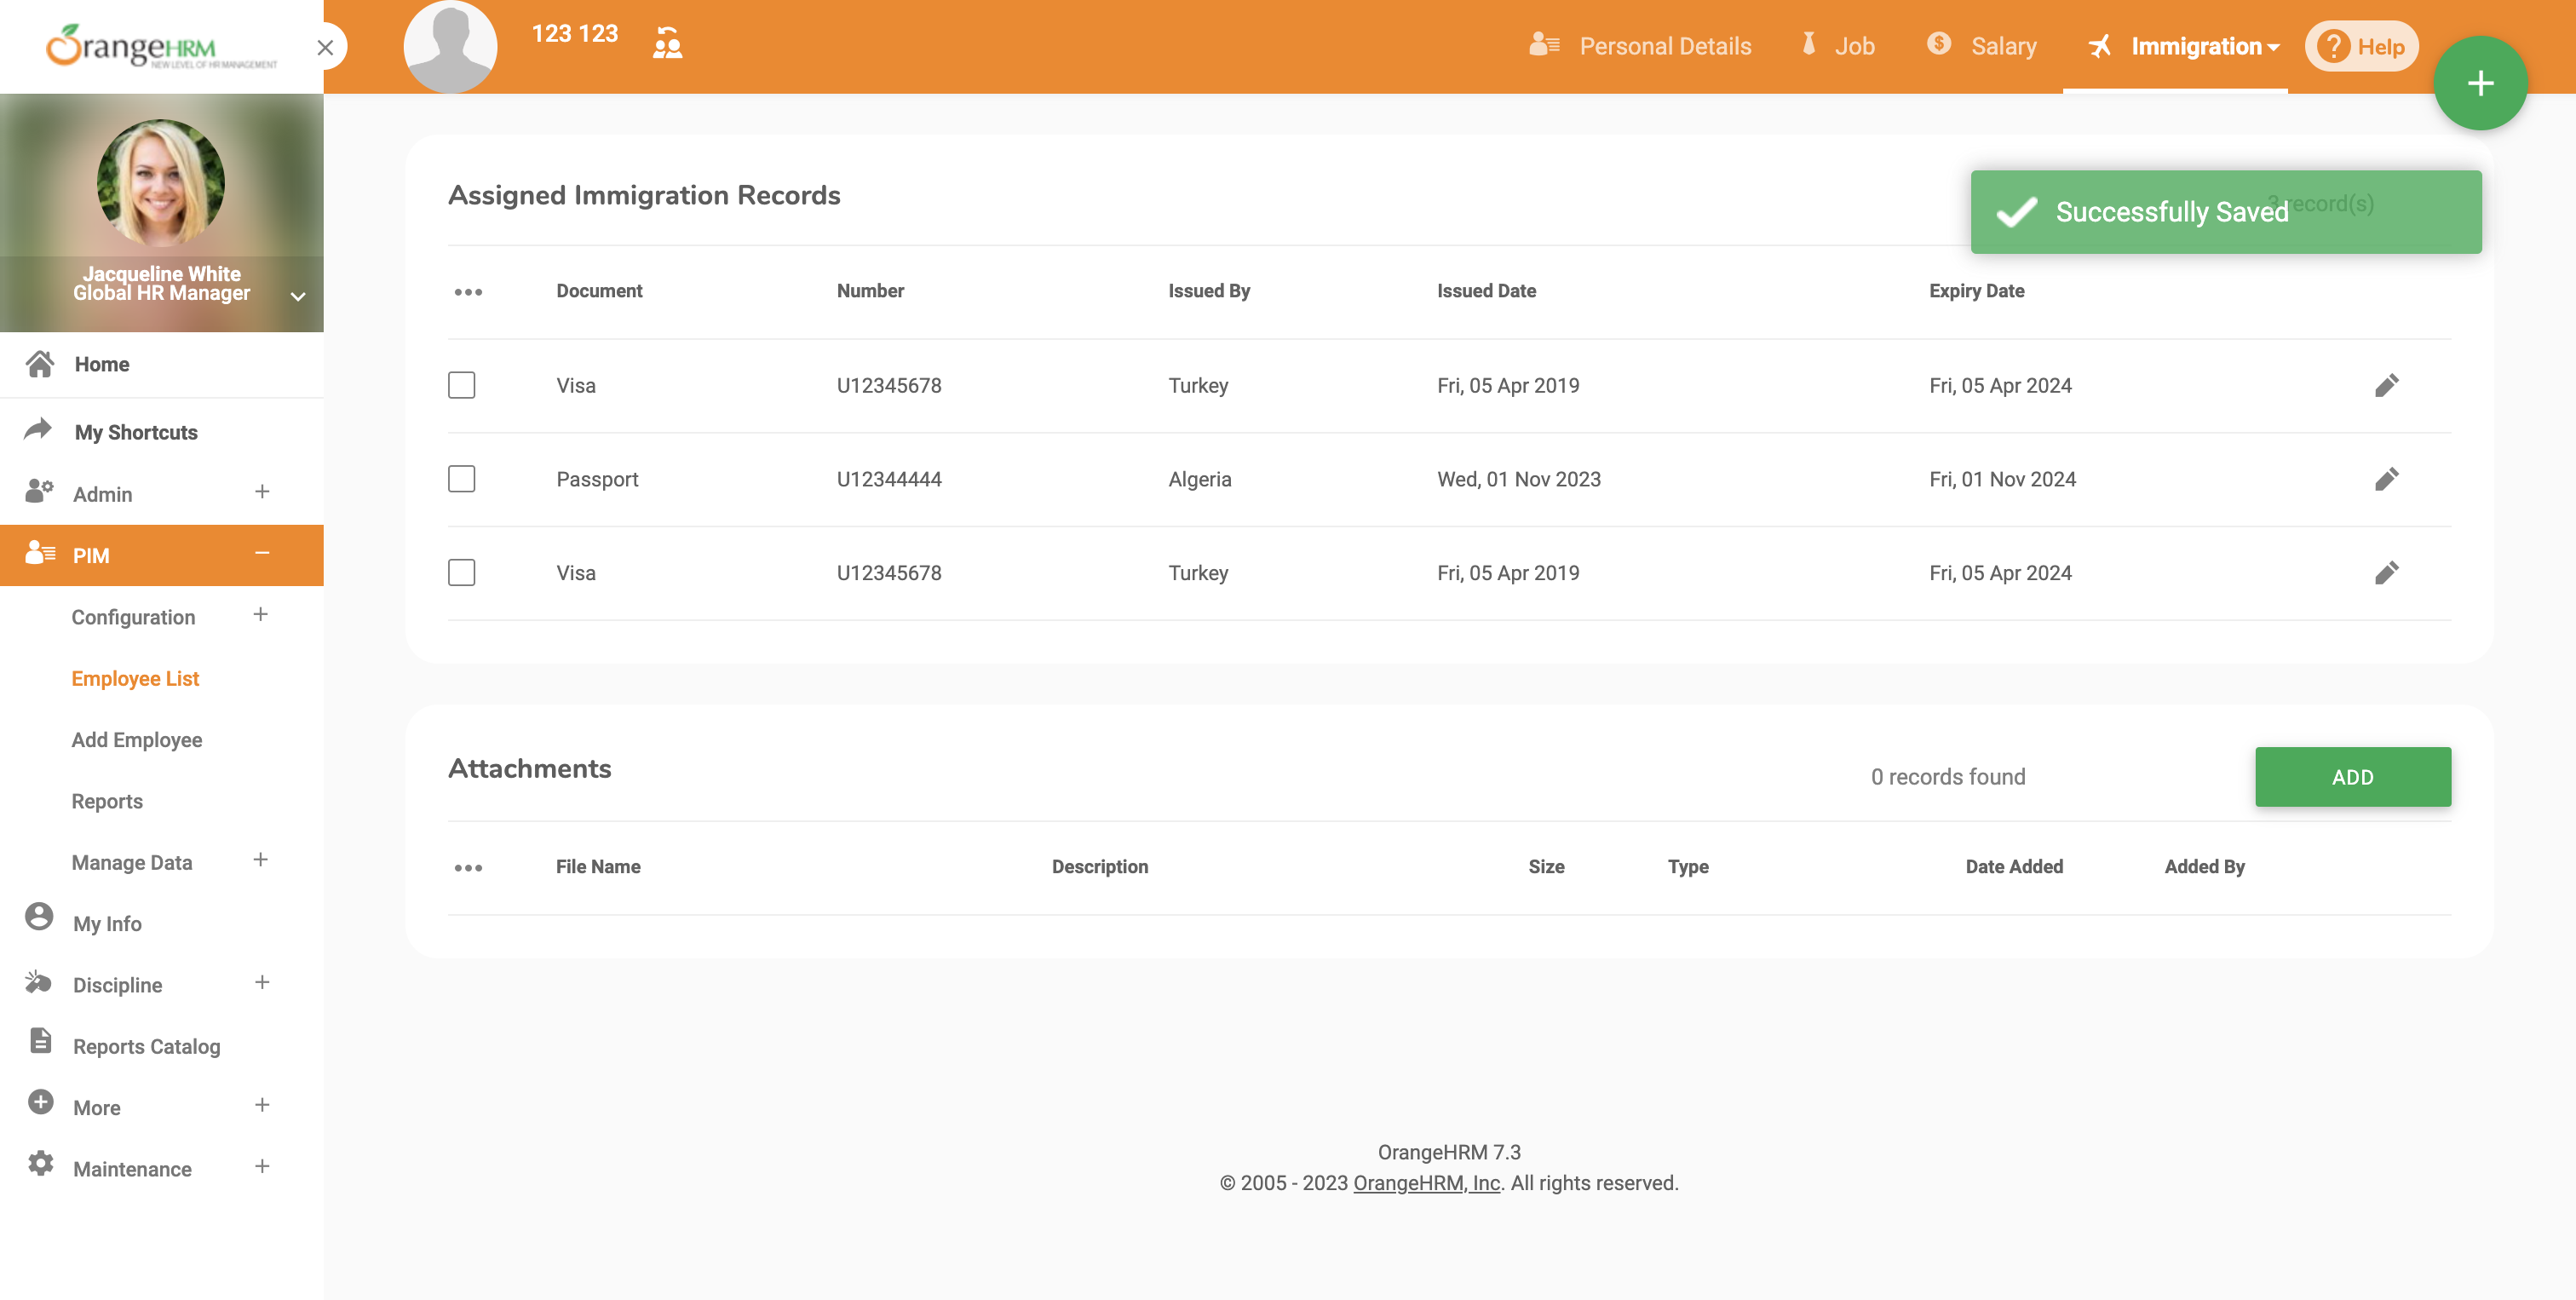 OrangeHRM
NEW LEVEL OF HR MANAGEMENT
123 123
Personal Details
Job
Salary
Immigration
Help
Jacqueline White
Global HR Manager
Home
My Shortcuts
Admin
PIM
Configuration
Employee List
Add Employee
Reports
Manage Data
My Info
Discipline
Reports Catalog
More
Maintenance
Assigned Immigration Records
3 record(s)
Successfully Saved
Document Number Issued By Issued Date Expiry Date
Visa U12345678 Turkey Fri, 05 Apr 2019 Fri, 05 Apr 2024
Passport U12344444 Algeria Wed, 01 Nov 2023 Fri, 01 Nov 2024
Visa U12345678 Turkey Fri, 05 Apr 2019 Fri, 05 Apr 2024
Attachments
0 records found
ADD
File Name Description Size Type Date Added Added By
OrangeHRM 7.3
© 2005 - 2023 OrangeHRM, Inc. All rights reserved.